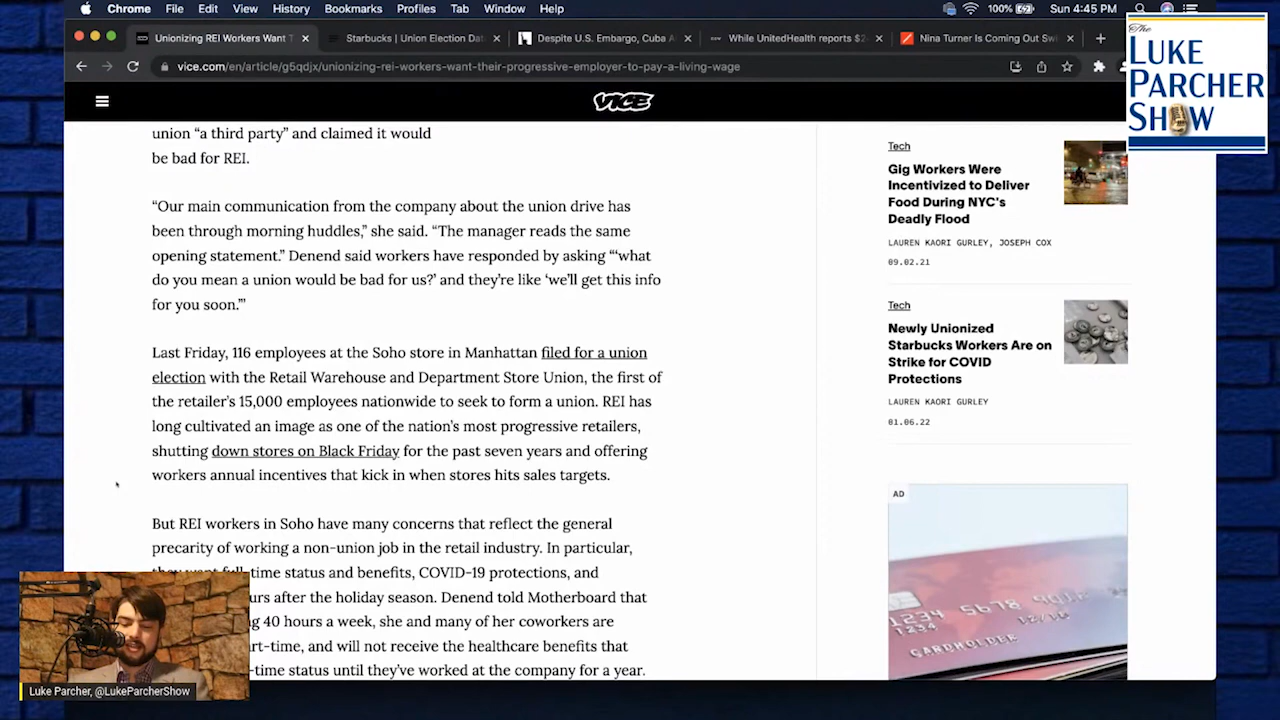 Chrome File Edit View History Bookmarks Profiles Tab Window Help
100% Sun 4:45 PM
Unionizing REI Workers Want T
Starbucks | Union Election Dat
Despite U.S. Embargo, Cuba A
While UnitedHealth reports $2
Nina Turner Is Coming Out Swi
vice.com/en/article/g5qdjx/unionizing-rei-workers-want-their-progressive-employer-to-pay-a-living-wage
The
LUKE
PARCHER
SHOW
VICE
union “a third party” and claimed it would
be bad for REI.
“Our main communication from the company about the union drive has
been through morning huddles,” she said. “The manager reads the same
opening statement.” Denend said workers have responded by asking “‘what
do you mean a union would be bad for us?’ and they’re like ‘we’ll get this info
for you soon.’”
Last Friday, 116 employees at the Soho store in Manhattan filed for a union
election with the Retail Warehouse and Department Store Union, the first of
the retailer’s 15,000 employees nationwide to seek to form a union. REI has
long cultivated an image as one of the nation’s most progressive retailers,
shutting down stores on Black Friday for the past seven years and offering
workers annual incentives that kick in when stores hits sales targets.
But REI workers in Soho have many concerns that reflect the general
precarity of working a non-union job in the retail industry. In particular,
they want full-time status and benefits, COVID-19 protections, and
urs after the holiday season. Denend told Motherboard that
g 40 hours a week, she and many of her coworkers are
rt-time, and will not receive the healthcare benefits that
-time status until they’ve worked at the company for a year.
Tech
Gig Workers Were
Incentivized to Deliver
Food During NYC's
Deadly Flood
LAUREN KAORI GURLEY, JOSEPH COX
09.02.21
Tech
Newly Unionized
Starbucks Workers Are on
Strike for COVID
Protections
LAUREN KAORI GURLEY
01.06.22
AD
1234 5678
1234
CARDHOLDER
Luke Parcher, @LukeParcherShow